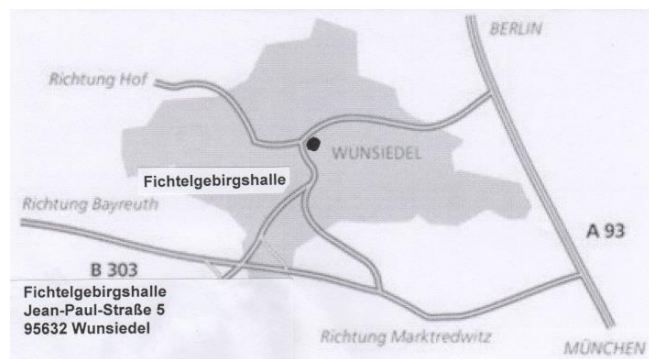 BERLIN
Richtung Hof
WUNSIEDEL
Fichtelgebirgshalle
Richtung Bayreuth
A 93
B 303
Fichtelgebirgshalle
Jean-Paul-Straße 5
95632 Wunsiedel
Richtung Marktredwitz
MÜNCHEN